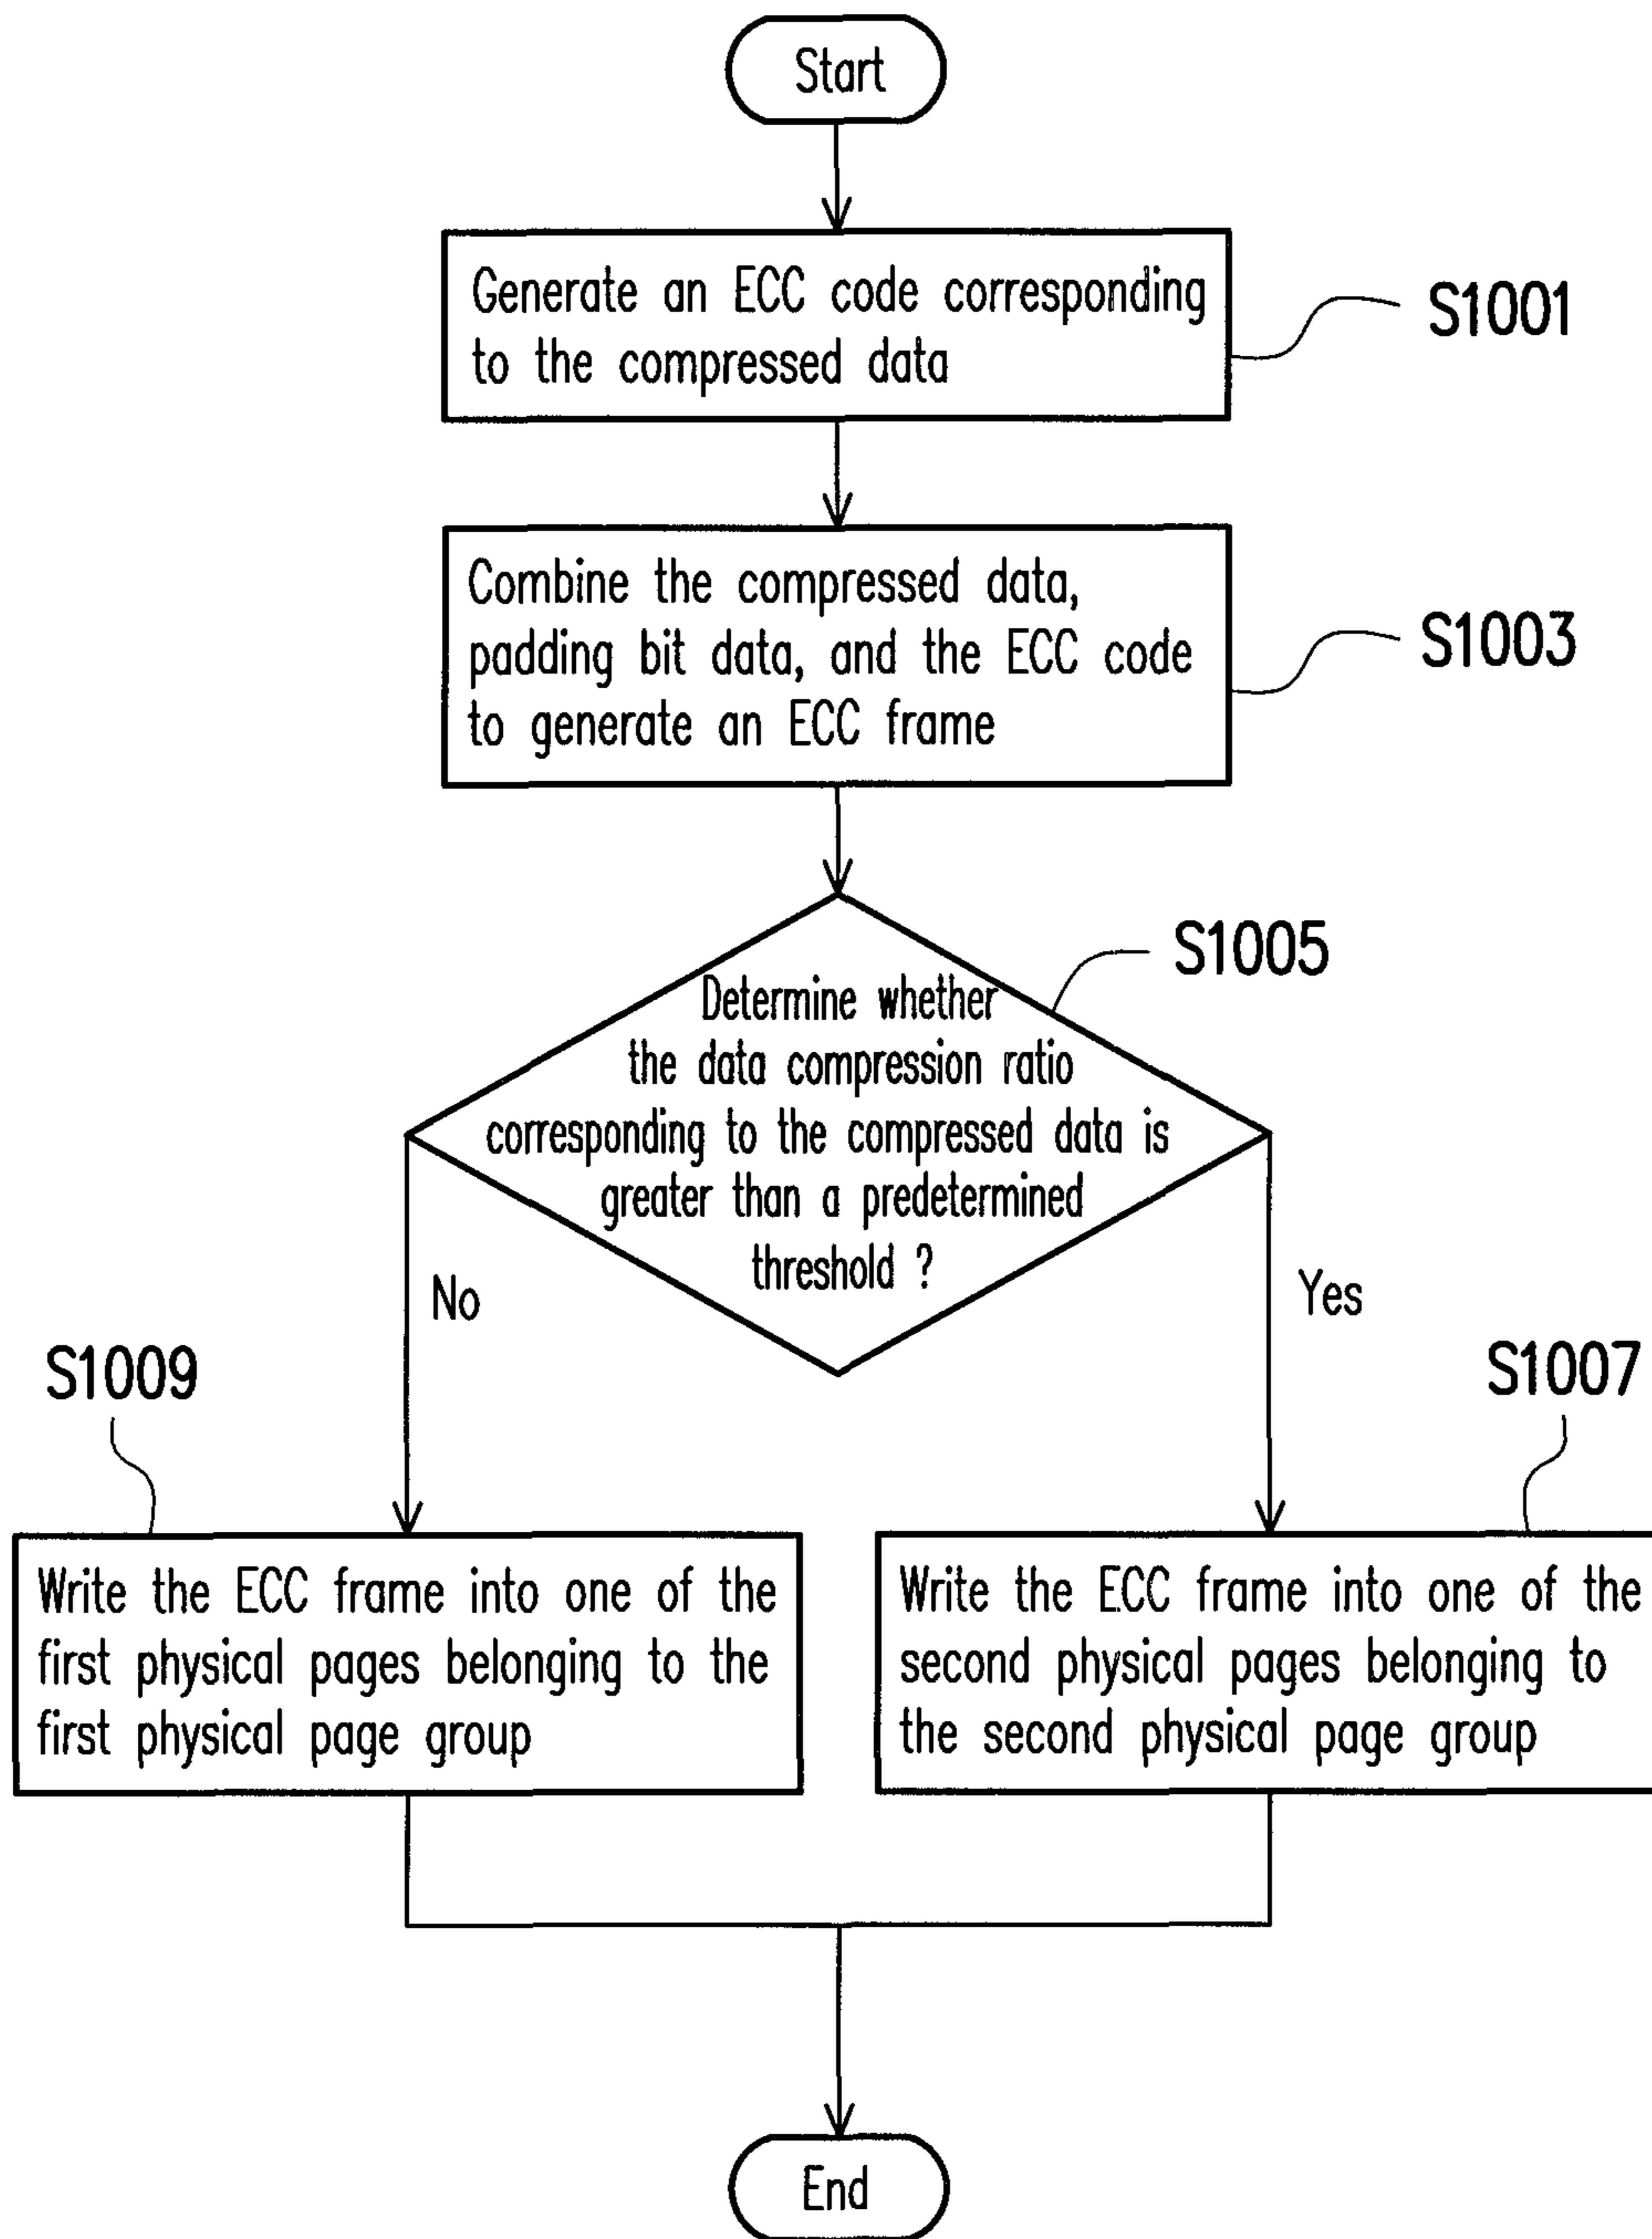 Start
Generate an ECC code corresponding
to the compressed data
S1001
Combine the compressed data,
padding bit data, and the ECC code
to generate an ECC frame
S1003
S1005
Determine whether
the data compression ratio
corresponding to the compressed data is
greater than a predetermined
threshold ?
No
Yes
S1009
S1007
Write the ECC frame into one of the
first physical pages belonging to the
first physical page group
Write the ECC frame into one of the
second physical pages belonging to
the second physical page group
End